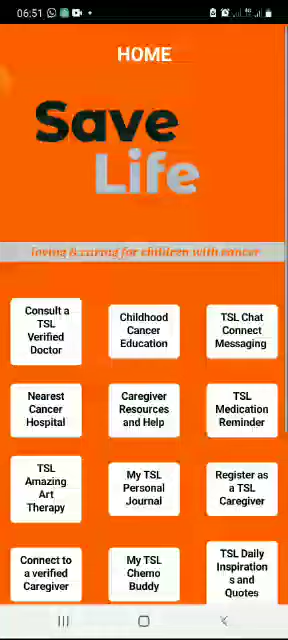 06:51
HOME
Save
Life
loving & caring for children with cancer
Consult a
TSL
Verified
Doctor
Childhood
Cancer
Education
TSL Chat
Connect
Messaging
Nearest
Cancer
Hospital
Caregiver
Resources
and Help
TSL
Medication
Reminder
TSL
Amazing
Art
Therapy
My TSL
Personal
Journal
Register as
a TSL
Caregiver
Connect to
a verified
Caregiver
My TSL
Chemo
Buddy
TSL Daily
Inspiration
s and
Quotes